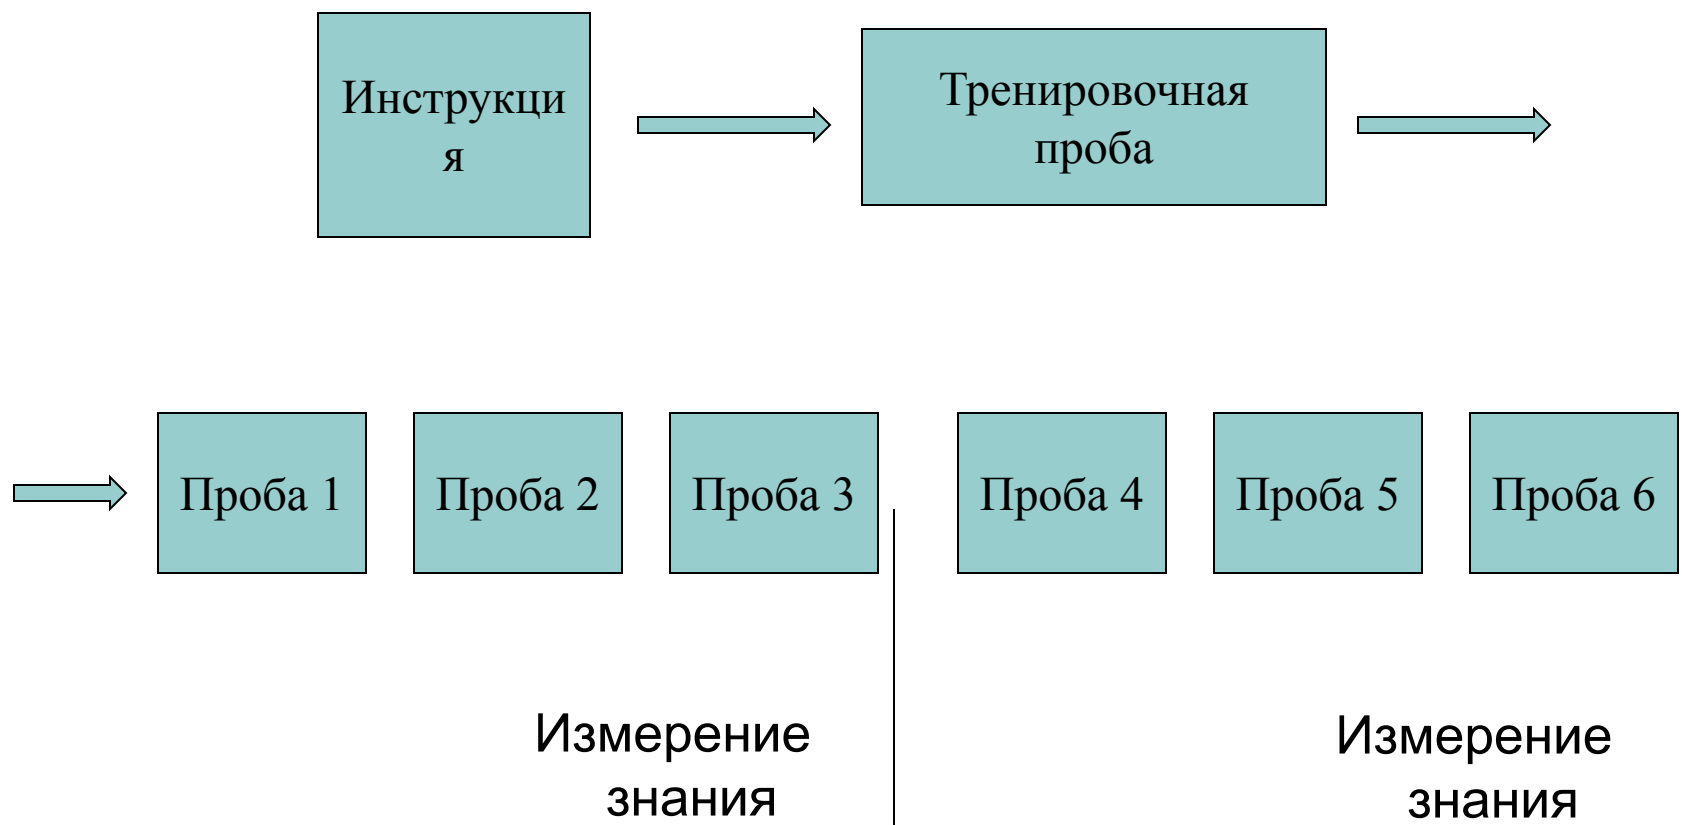 Инструкци
я
Тренировочная
проба
Проба 1
Проба 2
Проба 3
Проба 4
Проба 5
Проба 6
Измерение
знания
Измерение
знания